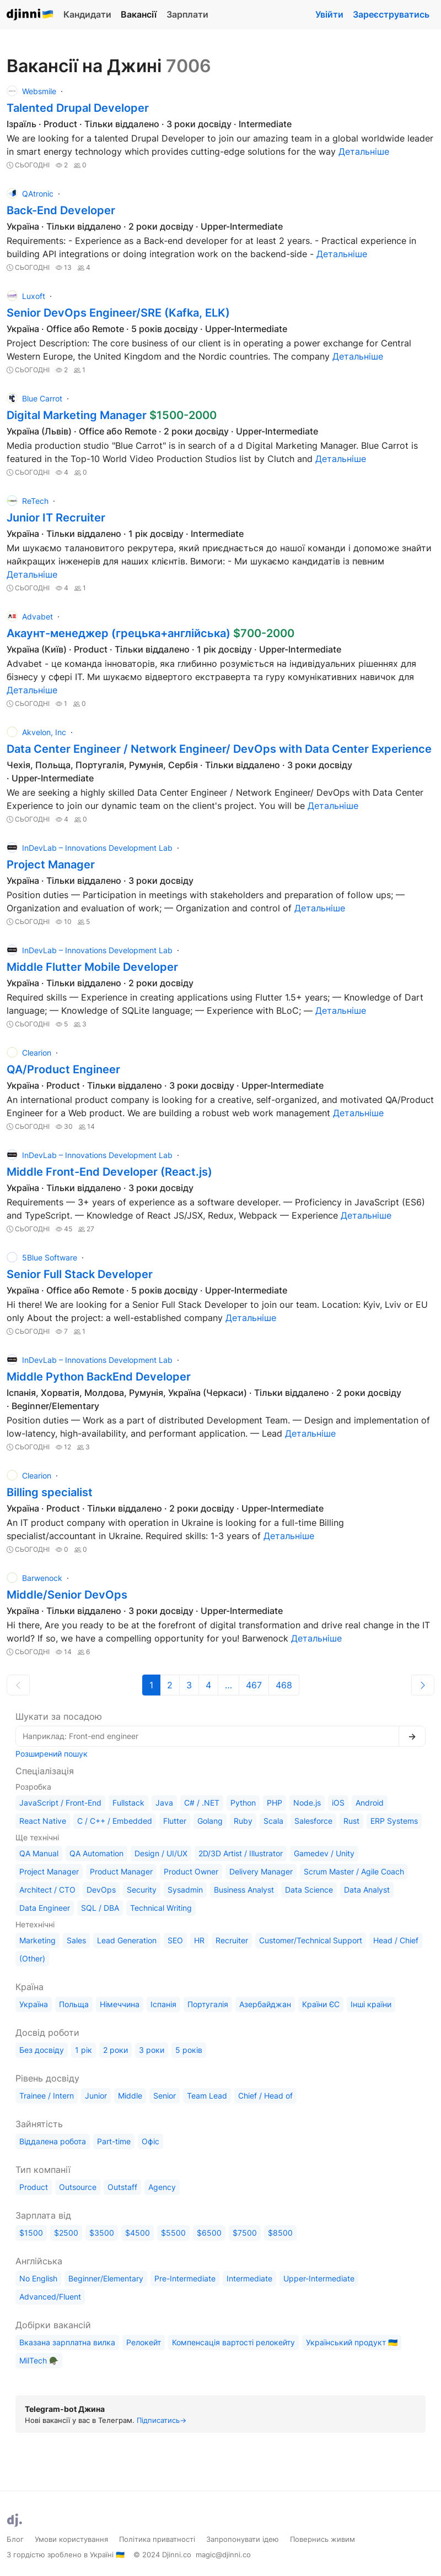 djinni Кандидати Вакансії Зарплати Увійти Зареєструватись
Вакансії на Джині 7006
Websmile ·
Talented Drupal Developer
Ізраїль · Product · Тільки віддалено · 3 роки досвіду · Intermediate
We are looking for a talented Drupal Developer to join our amazing team in a global worldwide leader
in smart energy technology which provides cutting-edge solutions for the way Детальніше
СЬОГОДНІ 2 0
QAtronic ·
Back-End Developer
Україна · Тільки віддалено · 2 роки досвіду · Upper-Intermediate
Requirements: - Experience as a Back-end developer for at least 2 years. - Practical experience in
building API integrations or doing integration work on the backend-side - Детальніше
СЬОГОДНІ 13 4
Luxoft ·
Senior DevOps Engineer/SRE (Kafka, ELK)
Україна · Office або Remote · 5 років досвіду · Upper-Intermediate
Project Description: The core business of our client is in operating a power exchange for Central
Western Europe, the United Kingdom and the Nordic countries. The company Детальніше
СЬОГОДНІ 2 1
Blue Carrot ·
Digital Marketing Manager $1500-2000
Україна (Львів) · Office або Remote · 2 роки досвіду · Upper-Intermediate
Media production studio "Blue Carrot" is in search of a d Digital Marketing Manager. Blue Carrot is
featured in the Top-10 World Video Production Studios list by Clutch and Детальніше
СЬОГОДНІ 4 0
ReTech ·
Junior IT Recruiter
Україна · Тільки віддалено · 1 рік досвіду · Intermediate
Ми шукаємо талановитого рекрутера, який приєднається до нашої команди і допоможе знайти
найкращих інженерів для наших клієнтів. Вимоги: - Ми шукаємо кандидатів із певним
Детальніше
СЬОГОДНІ 4 1
Advabet ·
Акаунт-менеджер (грецька+англійська) $700-2000
Україна (Київ) · Product · Тільки віддалено · 1 рік досвіду · Upper-Intermediate
Advabet - це команда інноваторів, яка глибинно розуміється на індивідуальних рішеннях для
бізнесу у сфері IT. Ми шукаємо відвертого екстраверта та гуру комунікативних навичок для
Детальніше
СЬОГОДНІ 1 0
Akvelon, Inc ·
Data Center Engineer / Network Engineer/ DevOps with Data Center Experience
Чехія, Польща, Португалія, Румунія, Сербія · Тільки віддалено · 3 роки досвіду
· Upper-Intermediate
We are seeking a highly skilled Data Center Engineer / Network Engineer/ DevOps with Data Center
Experience to join our dynamic team on the client's project. You will be Детальніше
СЬОГОДНІ 4 0
InDevLab – Innovations Development Lab ·
Project Manager
Україна · Тільки віддалено · 3 роки досвіду
Position duties — Participation in meetings with stakeholders and preparation of follow ups; —
Organization and evaluation of work; — Organization and control of Детальніше
СЬОГОДНІ 10 5
InDevLab – Innovations Development Lab ·
Middle Flutter Mobile Developer
Україна · Тільки віддалено · 2 роки досвіду
Required skills — Experience in creating applications using Flutter 1.5+ years; — Knowledge of Dart
language; — Knowledge of SQLite language; — Experience with BLoC; — Детальніше
СЬОГОДНІ 5 3
Clearion ·
QA/Product Engineer
Україна · Product · Тільки віддалено · 3 роки досвіду · Upper-Intermediate
An international product company is looking for a creative, self-organized, and motivated QA/Product
Engineer for a Web product. We are building a robust web work management Детальніше
СЬОГОДНІ 30 14
InDevLab – Innovations Development Lab ·
Middle Front-End Developer (React.js)
Україна · Тільки віддалено · 3 роки досвіду
Requirements — 3+ years of experience as a software developer. — Proficiency in JavaScript (ES6)
and TypeScript. — Knowledge of React JS/JSX, Redux, Webpack — Experience Детальніше
СЬОГОДНІ 45 27
5Blue Software ·
Senior Full Stack Developer
Україна · Office або Remote · 5 років досвіду · Upper-Intermediate
Hi there! We are looking for a Senior Full Stack Developer to join our team. Location: Kyiv, Lviv or EU
only About the project: a well-established company Детальніше
СЬОГОДНІ 7 1
InDevLab – Innovations Development Lab ·
Middle Python BackEnd Developer
Іспанія, Хорватія, Молдова, Румунія, Україна (Черкаси) · Тільки віддалено · 2 роки досвіду
· Beginner/Elementary
Position duties — Work as a part of distributed Development Team. — Design and implementation of
low-latency, high-availability, and performant application. — Lead Детальніше
СЬОГОДНІ 12 3
Clearion ·
Billing specialist
Україна · Product · Тільки віддалено · 2 роки досвіду · Upper-Intermediate
An IT product company with operation in Ukraine is looking for a full-time Billing
specialist/accountant in Ukraine. Required skills: 1-3 years of Детальніше
СЬОГОДНІ 0 0
Barwenock ·
Middle/Senior DevOps
Україна · Тільки віддалено · 3 роки досвіду · Upper-Intermediate
Hi there, Are you ready to be at the forefront of digital transformation and drive real change in the IT
world? If so, we have a compelling opportunity for you! Barwenock Детальніше
СЬОГОДНІ 14 6
1 2 3 4 ... 467 468
Шукати за посадою
Наприклад: Front-end engineer →
Розширений пошук
Спеціалізація
Розробка
JavaScript / Front-End Fullstack Java C# / .NET Python PHP Node.js iOS Android
React Native C / C++ / Embedded Flutter Golang Ruby Scala Salesforce Rust ERP Systems
Ще технічні
QA Manual QA Automation Design / UI/UX 2D/3D Artist / Illustrator Gamedev / Unity
Project Manager Product Manager Product Owner Delivery Manager Scrum Master / Agile Coach
Architect / CTO DevOps Security Sysadmin Business Analyst Data Science Data Analyst
Data Engineer SQL / DBA Technical Writing
Нетехнічні
Marketing Sales Lead Generation SEO HR Recruiter Customer/Technical Support Head / Chief
(Other)
Країна
Україна Польща Німеччина Іспанія Португалія Азербайджан Країни ЄС Інші країни
Досвід роботи
Без досвіду 1 рік 2 роки 3 роки 5 років
Рівень досвіду
Trainee / Intern Junior Middle Senior Team Lead Chief / Head of
Зайнятість
Віддалена робота Part-time Офіс
Тип компанії
Product Outsource Outstaff Agency
Зарплата від
$1500 $2500 $3500 $4500 $5500 $6500 $7500 $8500
Англійська
No English Beginner/Elementary Pre-Intermediate Intermediate Upper-Intermediate
Advanced/Fluent
Добірки вакансій
Вказана зарплатна вилка Релокейт Компенсація вартості релокейту Український продукт 🇺🇦
MilTech 🪖
Telegram-bot Джина
Нові вакансії у вас в Телеграм. Підписатись→
dj.
Блог Умови користування Політика приватності Запропонувати ідею Повернись живим
З гордістю зроблено в Україні 🇺🇦 © 2024 Djinni.co magic@djinni.co